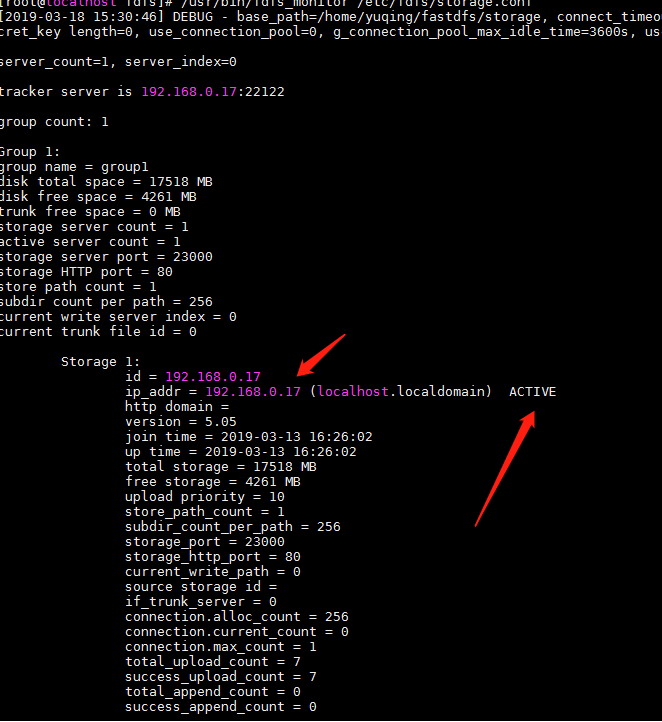 [root@localhost fdfs]# /usr/bin/fdfs_monitor /etc/fdfs/storage.conf
[2019-03-18 15:30:46] DEBUG - base_path=/home/yuqing/fastdfs/storage, connect_timeo
cret_key length=0, use_connection_pool=0, g_connection_pool_max_idle_time=3600s, us
server_count=1, server_index=0
tracker server is 192.168.0.17:22122
group count: 1
Group 1:
group name = group1
disk total space = 17518 MB
disk free space = 4261 MB
trunk free space = 0 MB
storage server count = 1
active server count = 1
storage server port = 23000
storage HTTP port = 80
store path count = 1
subdir count per path = 256
current write server index = 0
current trunk file id = 0
Storage 1:
id = 192.168.0.17
ip_addr = 192.168.0.17 (localhost.localdomain) ACTIVE
http domain =
version = 5.05
join time = 2019-03-13 16:26:02
up time = 2019-03-13 16:26:02
total storage = 17518 MB
free storage = 4261 MB
upload priority = 10
store_path_count = 1
subdir_count_per_path = 256
storage_port = 23000
storage_http_port = 80
current_write_path = 0
source storage id =
if_trunk_server = 0
connection.alloc_count = 256
connection.current_count = 0
connection.max_count = 1
total_upload_count = 7
success_upload_count = 7
total_append_count = 0
success_append_count = 0